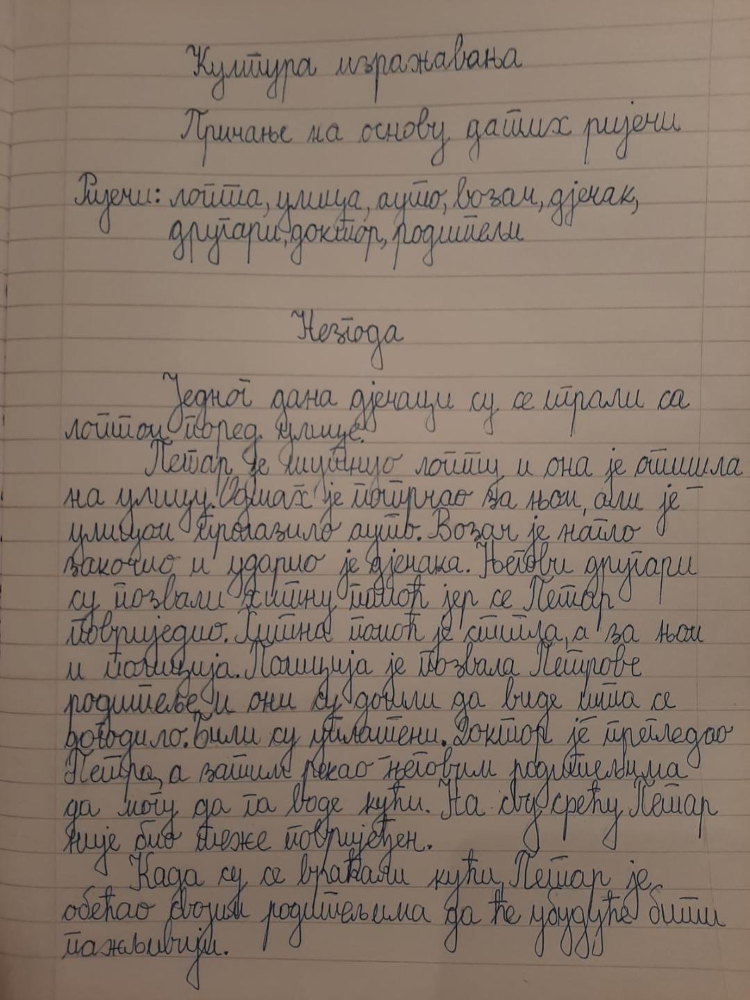 Култура изражавања
Причање на основу датих ријечи
Ријечи: лопта, улица, ауто, возач, дјечак,
другари, доктор, родитељи
Незгода
Једног дана дјечаци су се играли са
лоптом поред улице.
Петар је шутнуо лопту и она је отишла
на улицу. Одмах је потрчао за њом, али је
улицом пролазило ауто. Возач је нагло
закочио и ударио је дјечака. Његови другари
су позвали хитну помоћ јер се Петар
повриједио. Хитна помоћ је стигла, а за њом
и полиција. Полиција је позвала Петрове
родитеље и они су дошли да виде шта се
догодило. Били су уплашени. Доктор је прегледао
Петра, а затим рекао његовим родитељима
да могу да га воде кући. На сву срећу Петар
није био теже повријеђен.
Када су се враћали кући, Петар је
обећао својим родитељима да ће убудуће бити
пажљивији.